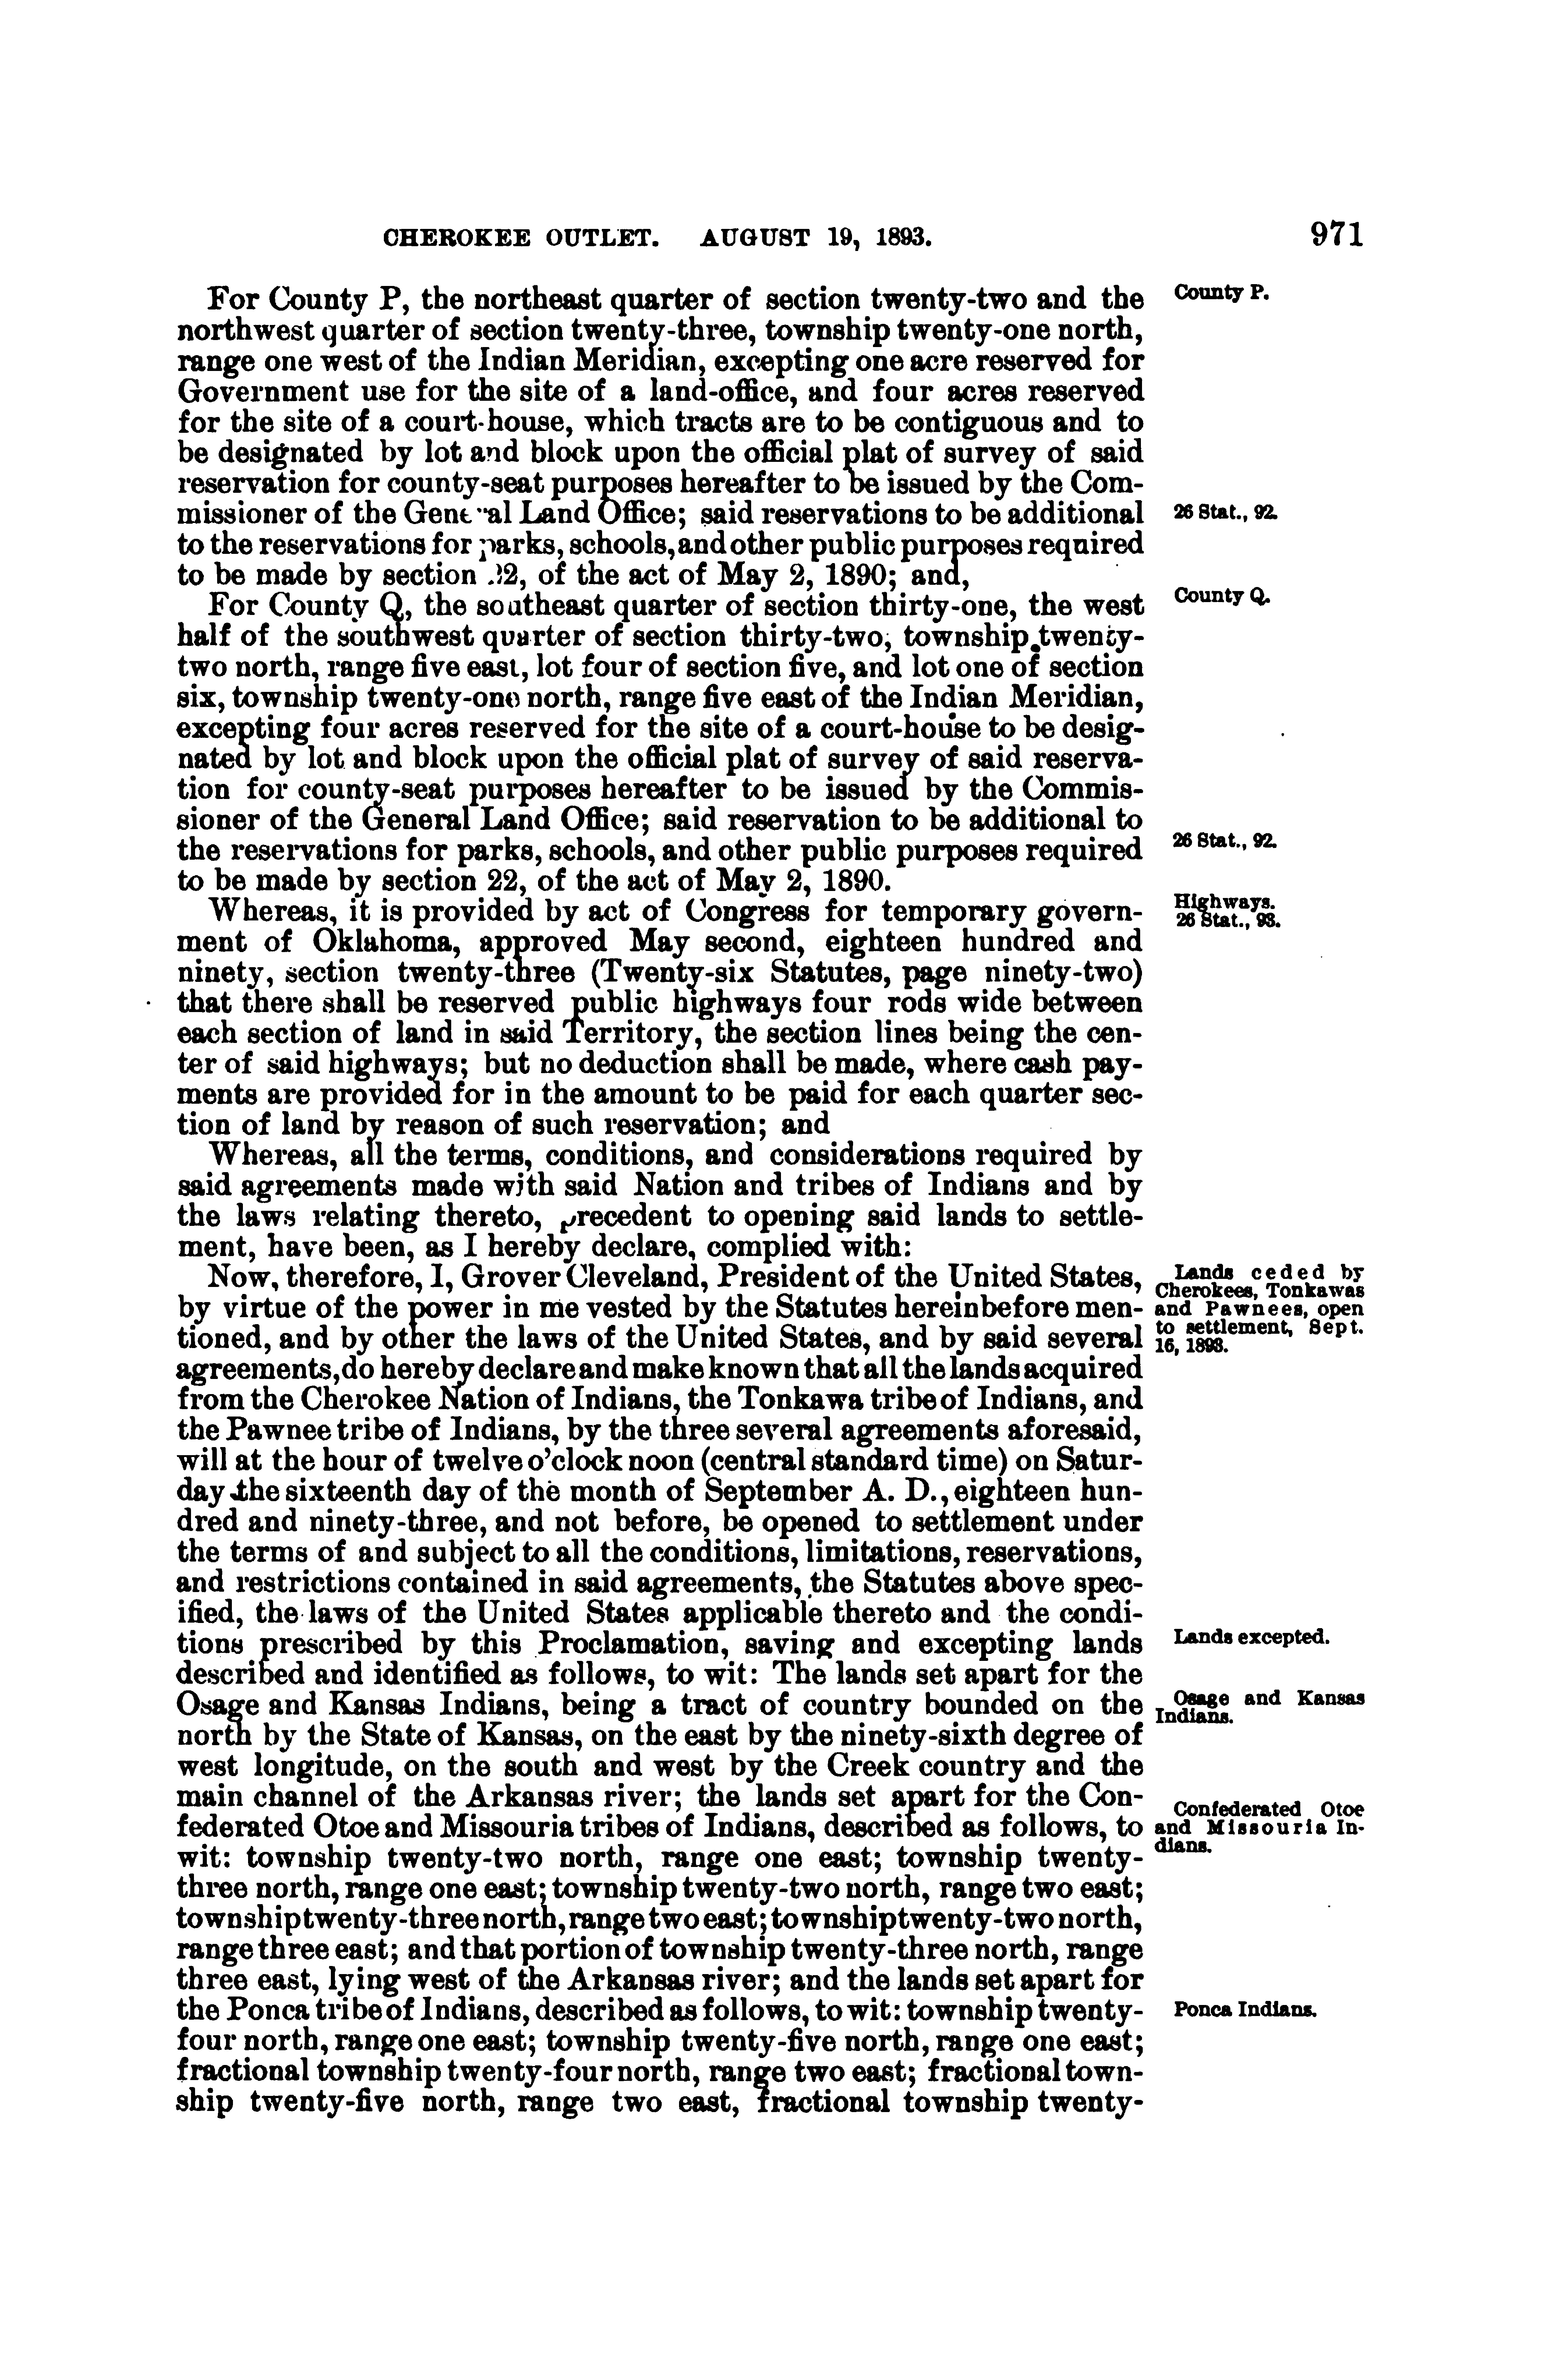 CHEROKEE OUTLET. AUGUST 19, 1893. 971
For County P, the northeast quarter of section twenty-two and the
northwest quarter of section twenty-three, township twenty-one north,
range one west of the Indian Meridian, excepting one acre reserved for
Government use for the site of a land-office, and four acres reserved
for the site of a court-house, which tracts are to be contiguous and to
be designated by lot and block upon the official plat of survey of said
reservation for county-seat purposes hereafter to be issued by the Com-
missioner of the General Land Office; said reservations to be additional
to the reservations for parks, schools, and other public purposes required
to be made by section 22, of the act of May 2, 1890; and,
For County Q, the southeast quarter of section thirty-one, the west
half of the southwest quarter of section thirty-two, township twenty-
two north, range five east, lot four of section five, and lot one of section
six, township twenty-one north, range five east of the Indian Meridian,
excepting four acres reserved for the site of a court-house to be desig-
nated by lot and block upon the official plat of survey of said reserva-
tion for county-seat purposes hereafter to be issued by the Commis-
sioner of the General Land Office; said reservation to be additional to
the reservations for parks, schools, and other public purposes required
to be made by section 22, of the act of May 2, 1890.
Whereas, it is provided by act of Congress for temporary govern-
ment of Oklahoma, approved May second, eighteen hundred and
ninety, section twenty-three (Twenty-six Statutes, page ninety-two)
that there shall be reserved public highways four rods wide between
each section of land in said Territory, the section lines being the cen-
ter of said highways; but no deduction shall be made, where cash pay-
ments are provided for in the amount to be paid for each quarter sec-
tion of land by reason of such reservation; and
Whereas, all the terms, conditions, and considerations required by
said agreements made with said Nation and tribes of Indians and by
the laws relating thereto, precedent to opening said lands to settle-
ment, have been, as I hereby declare, complied with:
Now, therefore, I, Grover Cleveland, President of the United States,
by virtue of the power in me vested by the Statutes hereinbefore men-
tioned, and by other the laws of the United States, and by said several
agreements, do hereby declare and make known that all the lands acquired
from the Cherokee Nation of Indians, the Tonkawa tribe of Indians, and
the Pawnee tribe of Indians, by the three several agreements aforesaid,
will at the hour of twelve o'clock noon (central standard time) on Satur-
day the sixteenth day of the month of September A. D., eighteen hun-
dred and ninety-three, and not before, be opened to settlement under
the terms of and subject to all the conditions, limitations, reservations,
and restrictions contained in said agreements, the Statutes above spec-
ified, the laws of the United States applicable thereto and the condi-
tions prescribed by this Proclamation, saving and excepting lands
described and identified as follows, to wit: The lands set apart for the
Osage and Kansas Indians, being a tract of country bounded on the
north by the State of Kansas, on the east by the ninety-sixth degree of
west longitude, on the south and west by the Creek country and the
main channel of the Arkansas river; the lands set apart for the Con-
federated Otoe and Missouria tribes of Indians, described as follows, to
wit: township twenty-two north, range one east; township twenty-
three north, range one east; township twenty-two north, range two east;
township twenty-three north, range two east; township twenty-two north,
range three east; and that portion of township twenty-three north, range
three east, lying west of the Arkansas river; and the lands set apart for
the Ponca tribe of Indians, described as follows, to wit: township twenty-
four north, range one east; township twenty-five north, range one east;
fractional township twenty-four north, range two east; fractional town-
ship twenty-five north, range two east, fractional township twenty-
County P.
26 Stat., 92.
County Q.
26 Stat., 92.
Highways.
26 Stat., 93.
Lands ceded by
Cherokees, Tonkawas
and Pawnees, open
to settlement, Sept.
16, 1893.
Lands excepted.
Osage and Kansas
Indians.
Confederated Otoe
and Missouria In-
dians.
Ponca Indians.